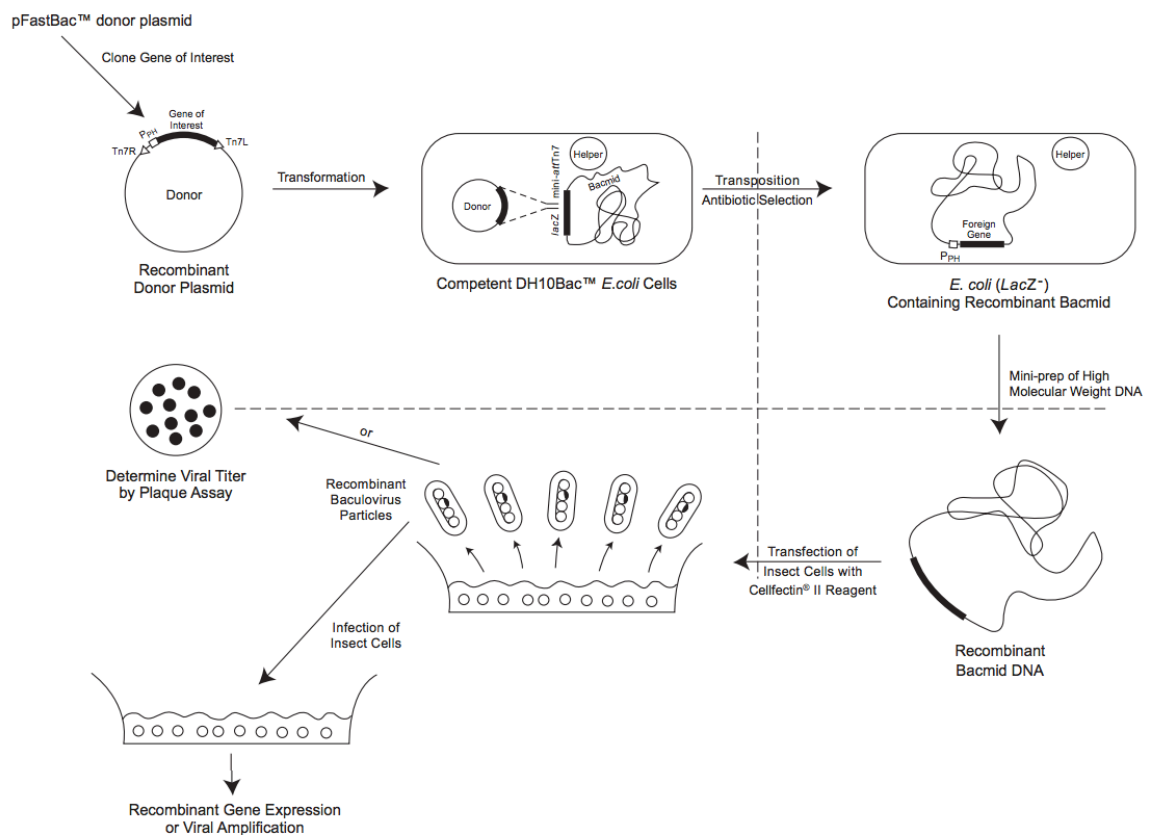 pFastBac™ donor plasmid
Clone Gene of Interest
Gene of
Interest
PPH
Tn7R
Tn7L
Donor
Recombinant
Donor Plasmid
Transformation
Helper
mini-attTn7
Bacmid
Donor
lacZ
Competent DH10Bac™ E.coli Cells
Transposition
Antibiotic Selection
Helper
Foreign
Gene
PPH
E. coli (LacZ-)
Containing Recombinant Bacmid
Mini-prep of High
Molecular Weight DNA
Determine Viral Titer
by Plaque Assay
or
Recombinant
Baculovirus
Particles
Transfection of
Insect Cells with
Cellfectin® II Reagent
Recombinant
Bacmid DNA
Infection of
Insect Cells
Recombinant Gene Expression
or Viral Amplification